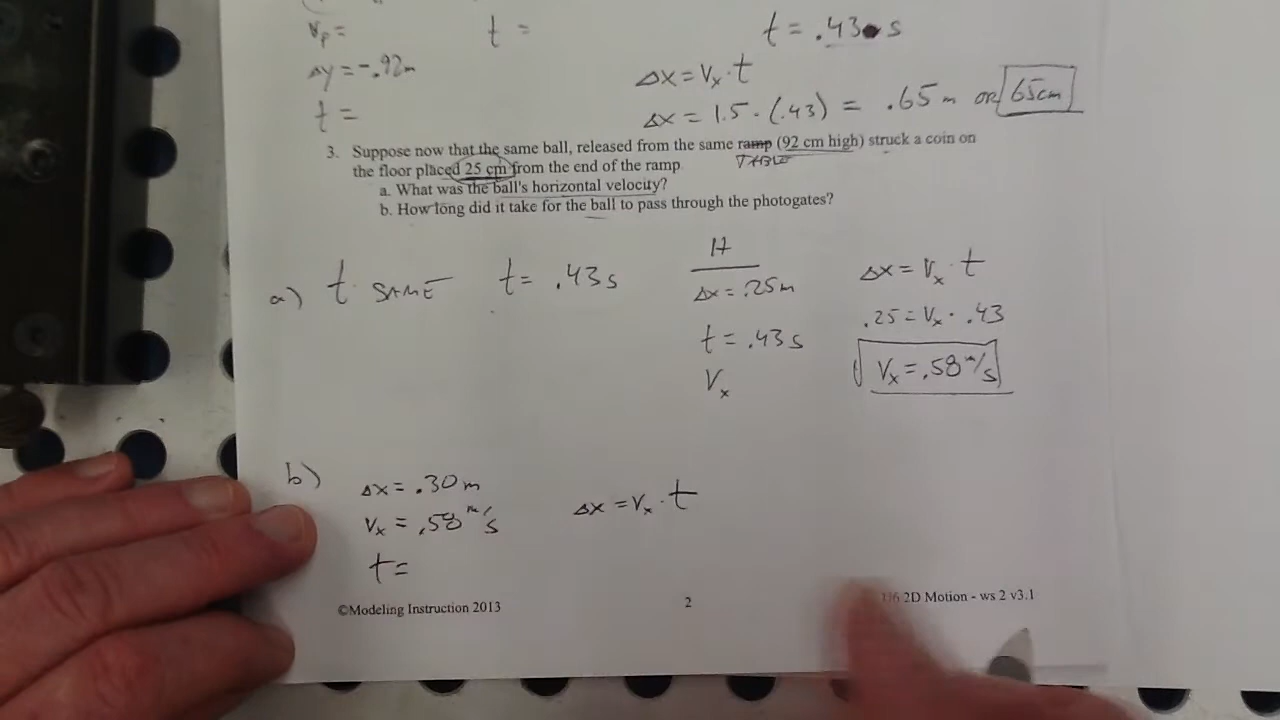 Vp =
t =
t = .43 s
Δy = -.92m
Δx = Vx · t
t =
Δx = 1.5 · (.43) = .65 m OR 65cm
3. Suppose now that the same ball, released from the same ramp (92 cm high) struck a coin on
TABLE
the floor placed 25 cm from the end of the ramp
a. What was the ball's horizontal velocity?
b. How long did it take for the ball to pass through the photogates?
a) t SAME t = .43 s
H
Δx = .25m
t = .43 s
Vx
Δx = Vx · t
.25 = Vx · .43
Vx = .58 m/s
b) Δx = .30 m
Vx = .58 m/s
t =
Δx = Vx · t
©Modeling Instruction 2013
2
U6 2D Motion - ws 2 v3.1